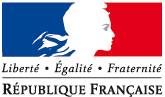 Liberté • Égalité • Fraternité
RÉPUBLIQUE FRANÇAISE